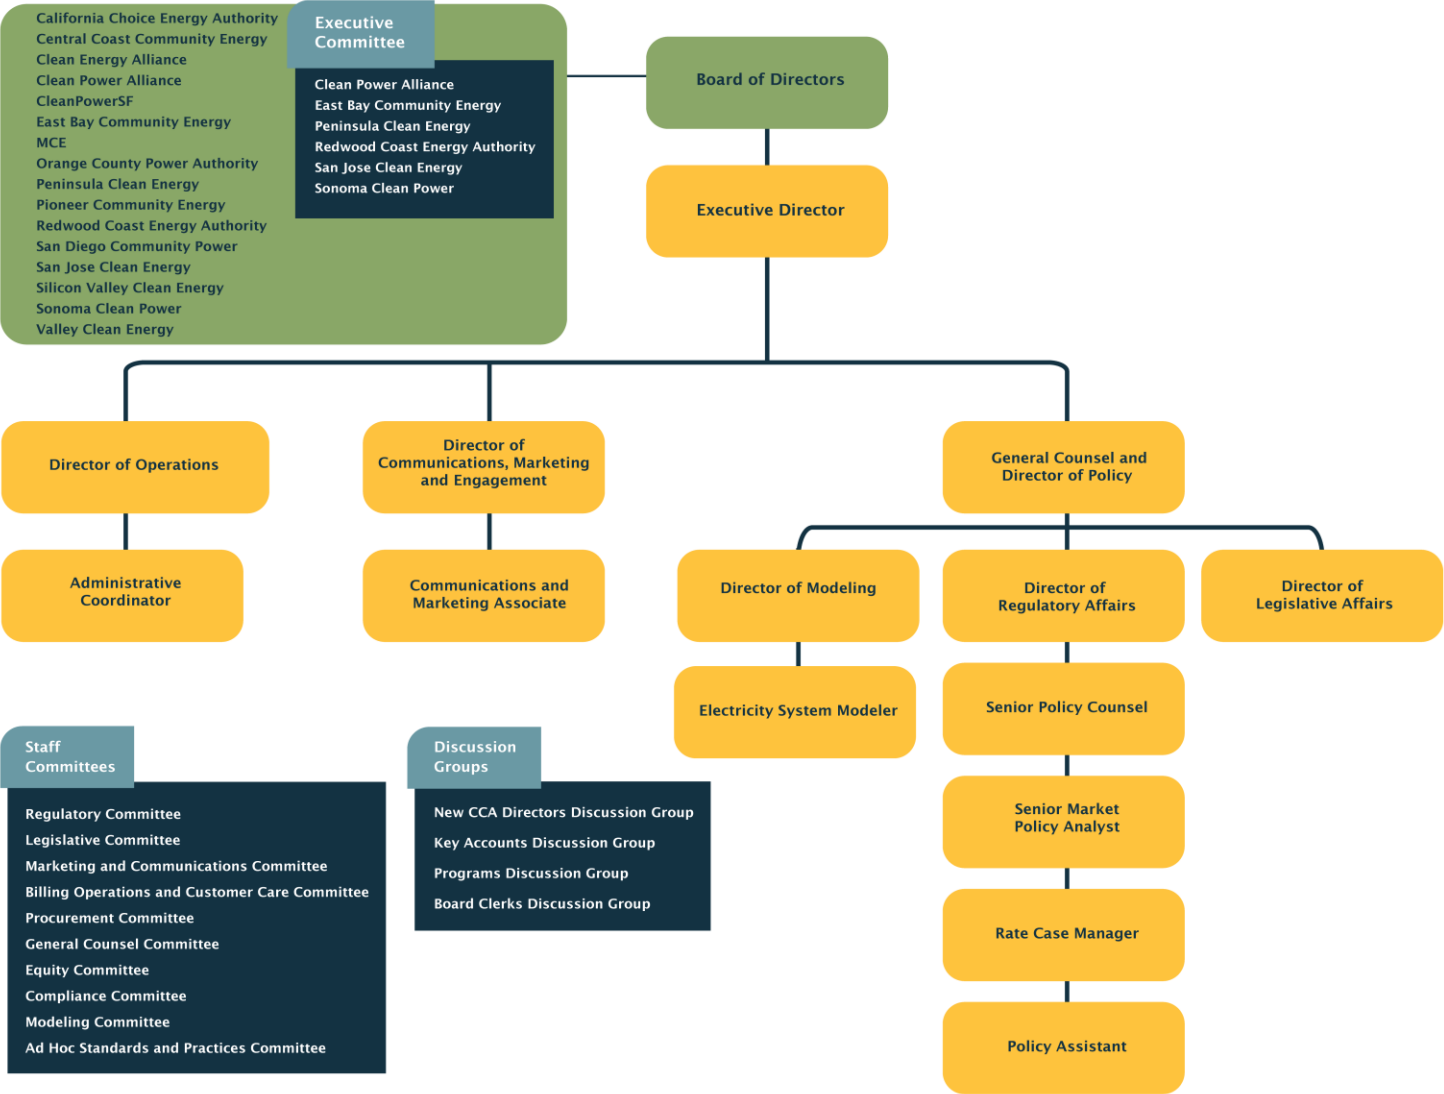 California Choice Energy Authority
Central Coast Community Energy
Clean Energy Alliance
Clean Power Alliance
CleanPowerSF
East Bay Community Energy
MCE
Orange County Power Authority
Peninsula Clean Energy
Pioneer Community Energy
Redwood Coast Energy Authority
San Diego Community Power
San Jose Clean Energy
Silicon Valley Clean Energy
Sonoma Clean Power
Valley Clean Energy
Executive
Committee
Clean Power Alliance
East Bay Community Energy
Peninsula Clean Energy
Redwood Coast Energy Authority
San Jose Clean Energy
Sonoma Clean Power
Board of Directors
Executive Director
Director of Operations
Director of
Communications, Marketing
and Engagement
General Counsel and
Director of Policy
Administrative
Coordinator
Communications and
Marketing Associate
Director of Modeling
Director of
Regulatory Affairs
Director of
Legislative Affairs
Electricity System Modeler
Senior Policy Counsel
Senior Market
Policy Analyst
Rate Case Manager
Policy Assistant
Staff
Committees
Regulatory Committee
Legislative Committee
Marketing and Communications Committee
Billing Operations and Customer Care Committee
Procurement Committee
General Counsel Committee
Equity Committee
Compliance Committee
Modeling Committee
Ad Hoc Standards and Practices Committee
Discussion
Groups
New CCA Directors Discussion Group
Key Accounts Discussion Group
Programs Discussion Group
Board Clerks Discussion Group